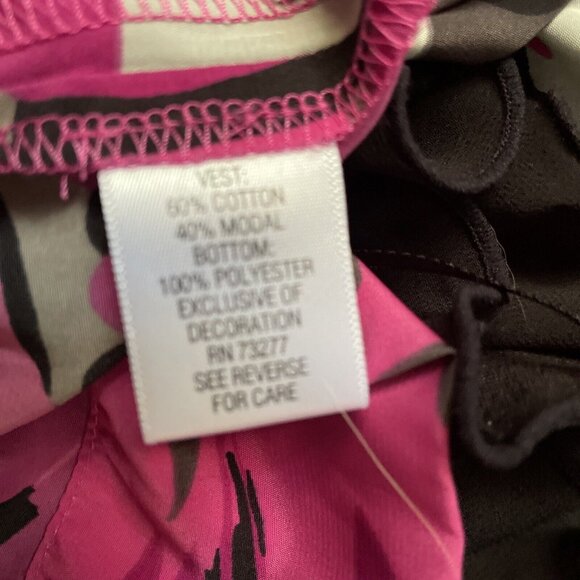 VEST:
60% COTTON
40% MODAL
BOTTOM:
100% POLYESTER
EXCLUSIVE OF
DECORATION
RN 73277
SEE REVERSE
FOR CARE